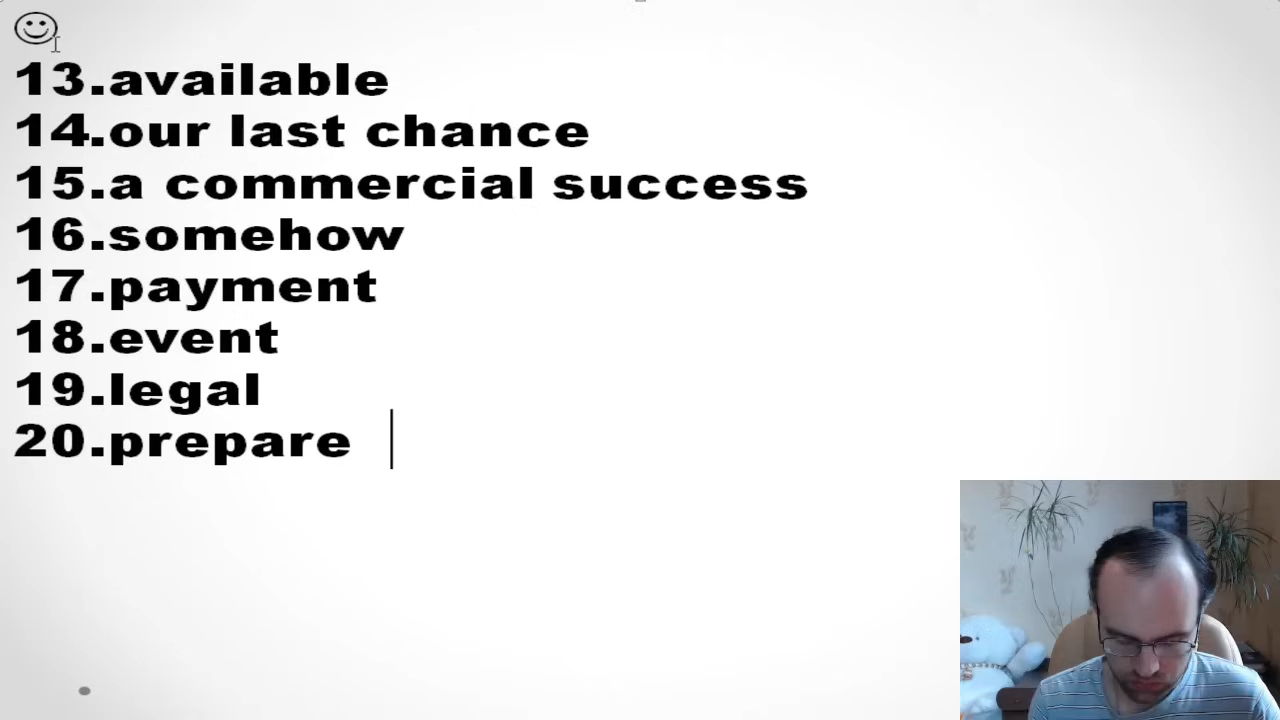 13.available
14.our last chance
15.a commercial success
16.somehow
17.payment
18.event
19.legal
20.prepare